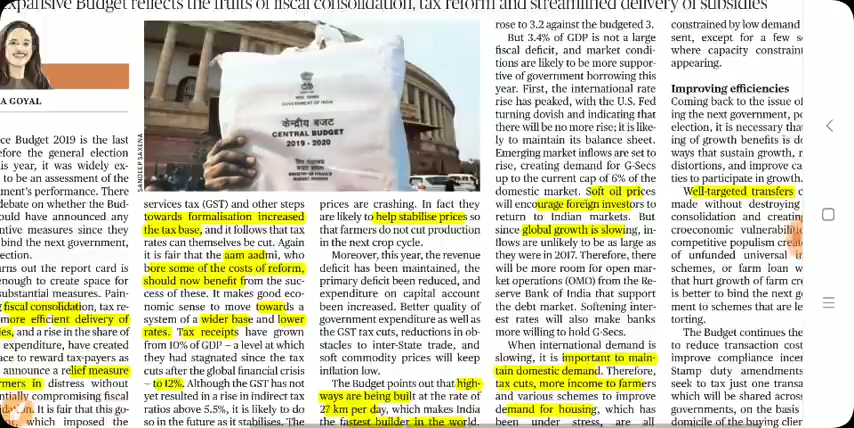 xpansive Budget reflects the fruits of fiscal consolidation, tax reform and streamlined delivery of subsidies
A GOYAL
ce Budget 2019 is the last
efore the general election
is year, it was widely ex-
to be an assessment of the
ment's performance. There
debate on whether the Bud-
ould have announced any
ntive measures since they
bind the next government,
ection.
rns out the report card is
enough to create space for
substantial measures. Pain-
fiscal consolidation, tax re-
more efficient delivery of
ies, and a rise in the share of
expenditure, have created
ace to reward tax-payers as
announce a relief measure
rmers in distress without
entially compromising fiscal
It is fair that this go-
which imposed the
SANDEEP SAXENA
भारत सरकार
GOVERNMENT OF INDIA
केन्द्रीय बजट
CENTRAL BUDGET
2019 - 2020
services tax (GST) and other steps
towards formalisation increased
the tax base, and it follows that tax
rates can themselves be cut. Again
it is fair that the aam aadmi, who
bore some of the costs of reform,
should now benefit from the suc-
cess of these. It makes good eco-
nomic sense to move towards a
system of a wider base and lower
rates. Tax receipts have grown
from 10% of GDP – a level at which
they had stagnated since the tax
cuts after the global financial crisis
– to 12%. Although the GST has not
yet resulted in a rise in indirect tax
ratios above 5.5%, it is likely to do
so in the future as it stabilises. The
prices are crashing. In fact they
are likely to help stabilise prices so
that farmers do not cut production
in the next crop cycle.
Moreover, this year, the revenue
deficit has been maintained, the
primary deficit been reduced, and
expenditure on capital account
been increased. Better quality of
government expenditure as well as
the GST tax cuts, reductions in ob-
stacles to inter-State trade, and
soft commodity prices will keep
inflation low.
The Budget points out that high-
ways are being built at the rate of
27 km per day, which makes India
the fastest builder in the world,
rose to 3.2 against the budgeted 3.
But 3.4% of GDP is not a large
fiscal deficit, and market condi-
tions are likely to be more suppor-
tive of government borrowing this
year. First, the international rate
rise has peaked, with the U.S. Fed
turning dovish and indicating that
there will be no more rise; it is like-
ly to maintain its balance sheet.
Emerging market inflows are set to
rise, creating demand for G-Secs
up to the current cap of 6% of the
domestic market. Soft oil prices
will encourage foreign investors to
return to Indian markets. But
since global growth is slowing, in-
flows are unlikely to be as large as
they were in 2017. Therefore, there
will be more room for open mar-
ket operations (OMO) from the Re-
serve Bank of India that support
the debt market. Softening inter-
est rates will also make banks
more willing to hold G-Secs.
When international demand is
slowing, it is important to main-
tain domestic demand. Therefore,
tax cuts, more income to farmers
and various schemes to improve
demand for housing, which has
been under stress, are all
constrained by low demand
sent, except for a few s
where capacity constraint
appearing.
Improving efficiencies
Coming back to the issue of
ing the next government, po
election, it is necessary tha
ing of growth benefits is do
ways that sustain growth, r
distortions, and improve ca
ties to participate in growth.
Well-targeted transfers c
made without destroying
consolidation and creating
croeconomic vulnerabilit
competitive populism crea
of unfunded universal in
schemes, or farm loan w
that hurt growth of farm cre
is better to bind the next go
ment to schemes that are le
torting.
The Budget continues the
to reduce transaction cost
improve compliance incen
Stamp duty amendments
seek to tax just one transa
which will be shared across
governments, on the basis
domicile of the buying clien